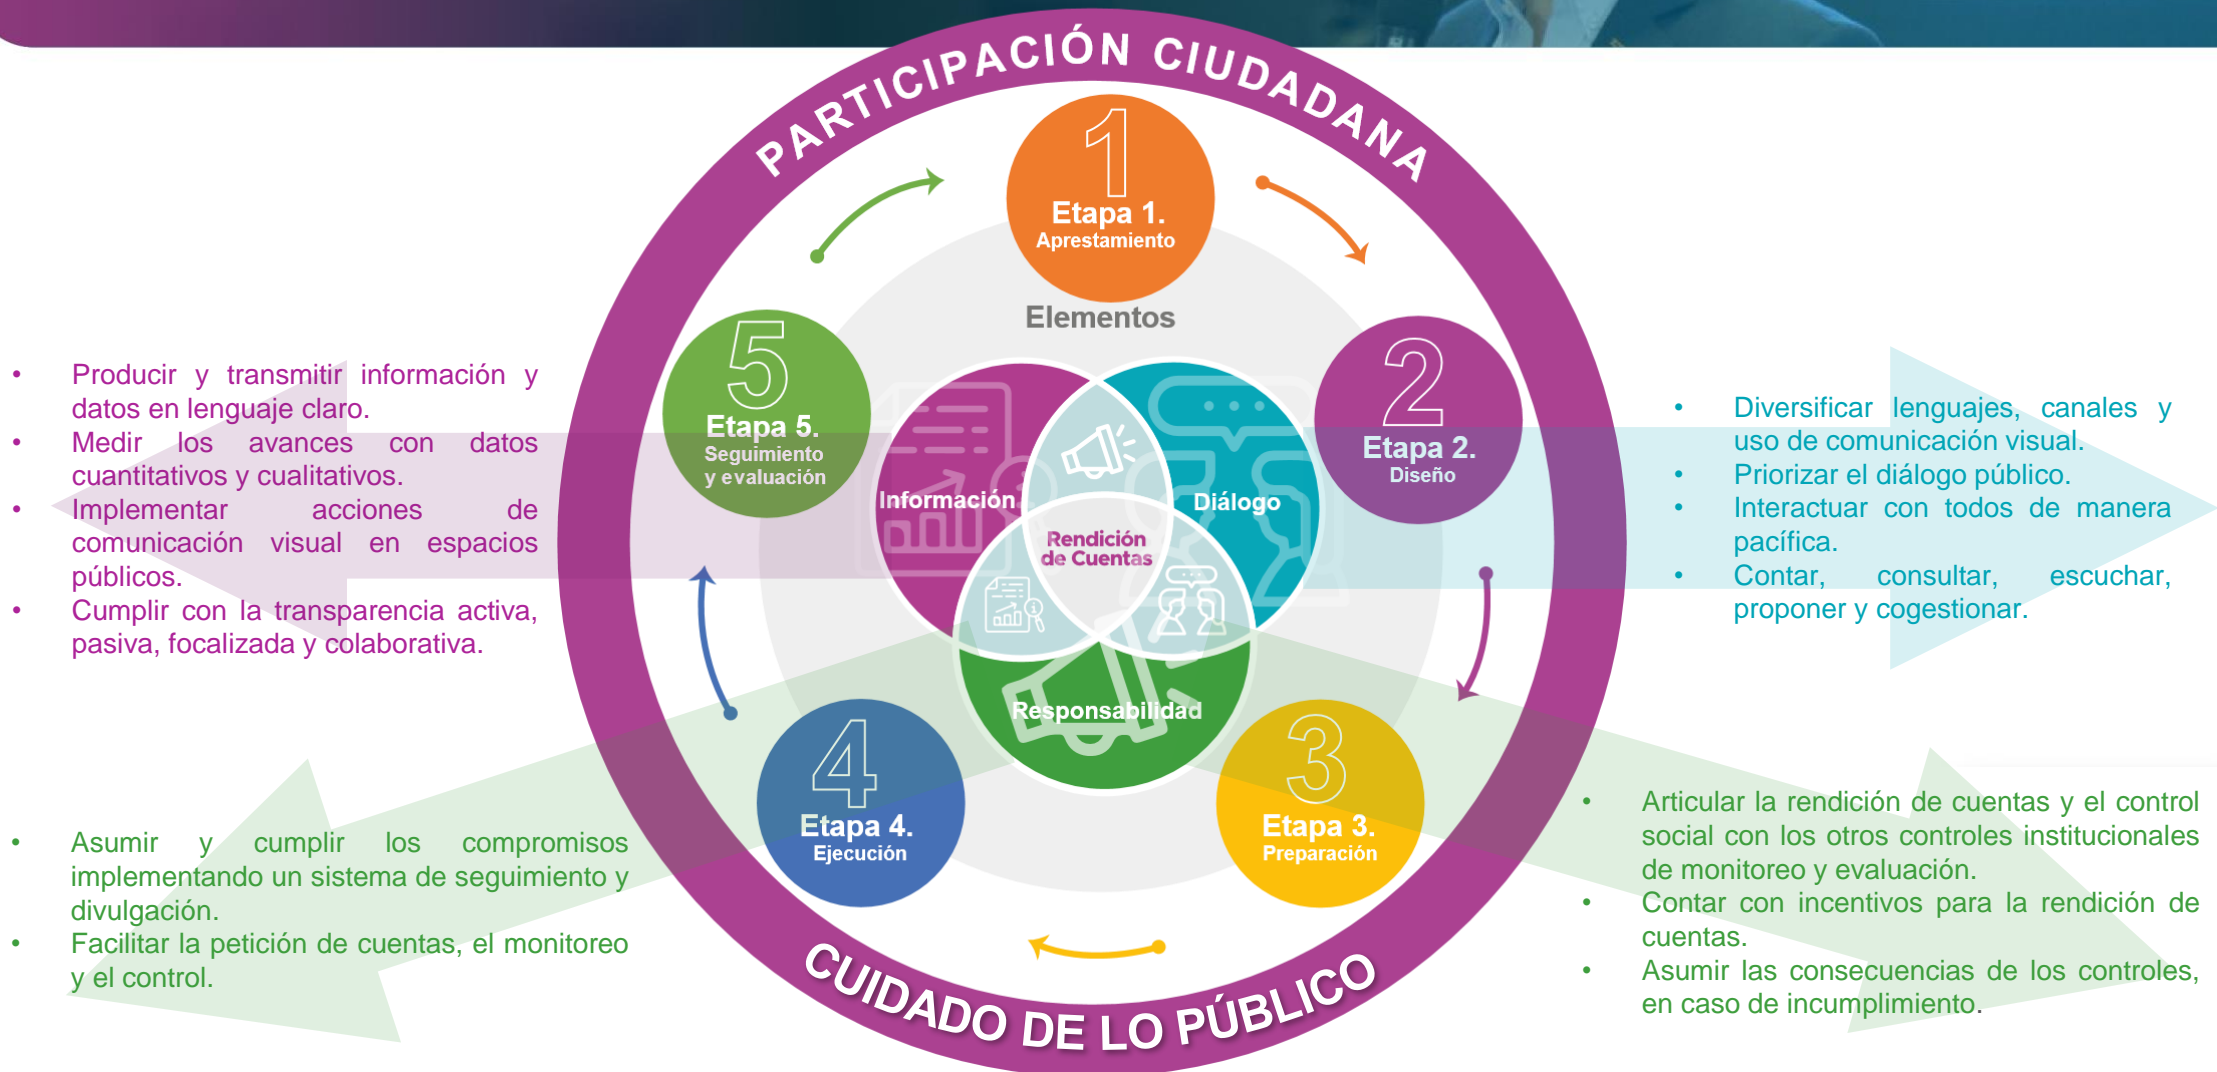 PARTICIPACIÓN CIUDADANA
1
Etapa 1.
Aprestamiento
Elementos
2
Etapa 2.
Diseño
3
Etapa 3.
Preparación
4
Etapa 4.
Ejecución
5
Etapa 5.
Seguimiento
y evaluación
Información
Diálogo
Rendición
de Cuentas
Responsabilidad
CUIDADO DE LO PÚBLICO
• Producir y transmitir información y
datos en lenguaje claro.
• Medir los avances con datos
cuantitativos y cualitativos.
• Implementar acciones de
comunicación visual en espacios
públicos.
• Cumplir con la transparencia activa,
pasiva, focalizada y colaborativa.
• Diversificar lenguajes, canales y
uso de comunicación visual.
• Priorizar el diálogo público.
• Interactuar con todos de manera
pacífica.
• Contar, consultar, escuchar,
proponer y cogestionar.
• Asumir y cumplir los compromisos
implementando un sistema de seguimiento y
divulgación.
• Facilitar la petición de cuentas, el monitoreo
y el control.
• Articular la rendición de cuentas y el control
social con los otros controles institucionales
de monitoreo y evaluación.
• Contar con incentivos para la rendición de
cuentas.
• Asumir las consecuencias de los controles,
en caso de incumplimiento.